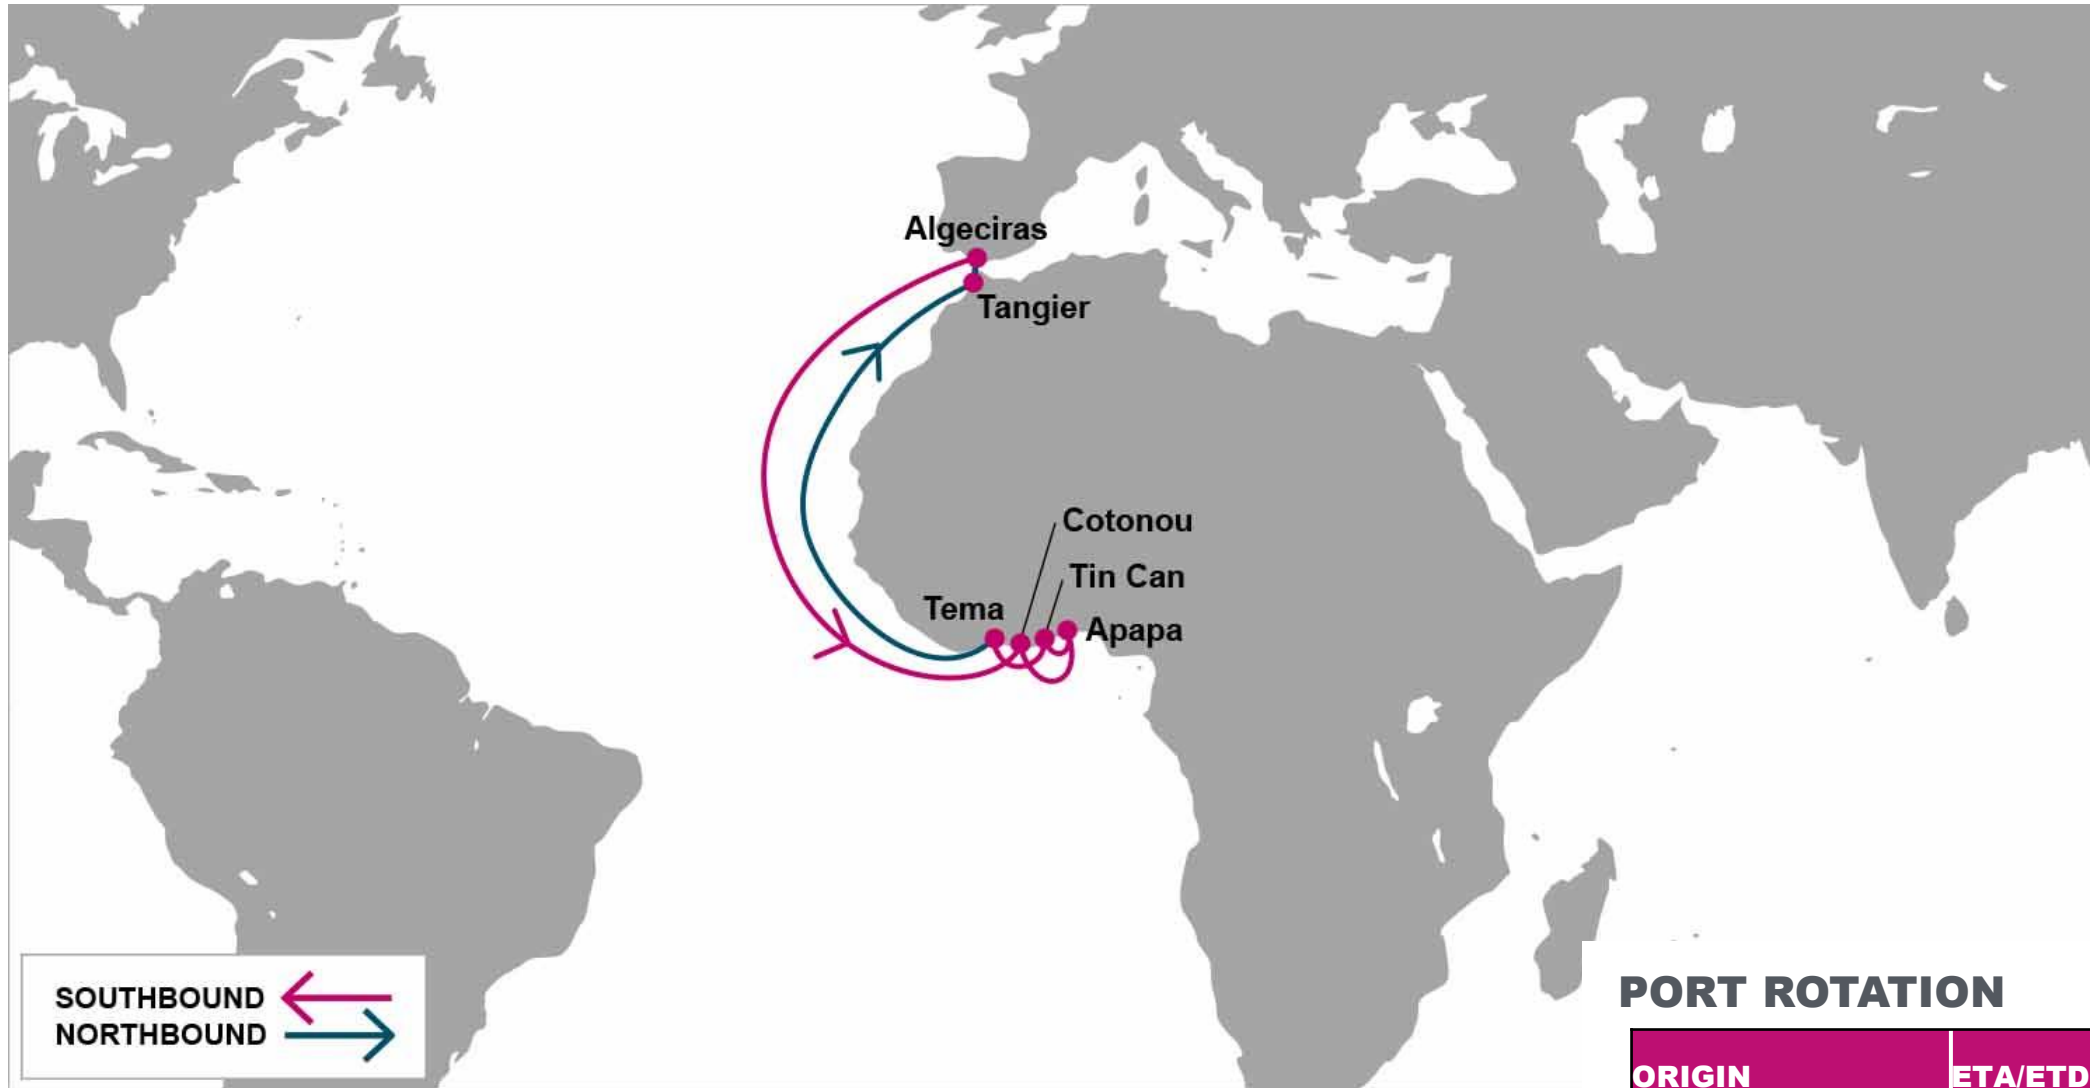 Algeciras
Tangier
Cotonou
Tin Can
Tema
Apapa
SOUTHBOUND
NORTHBOUND
PORT ROTATION
ORIGIN ETA/ETD